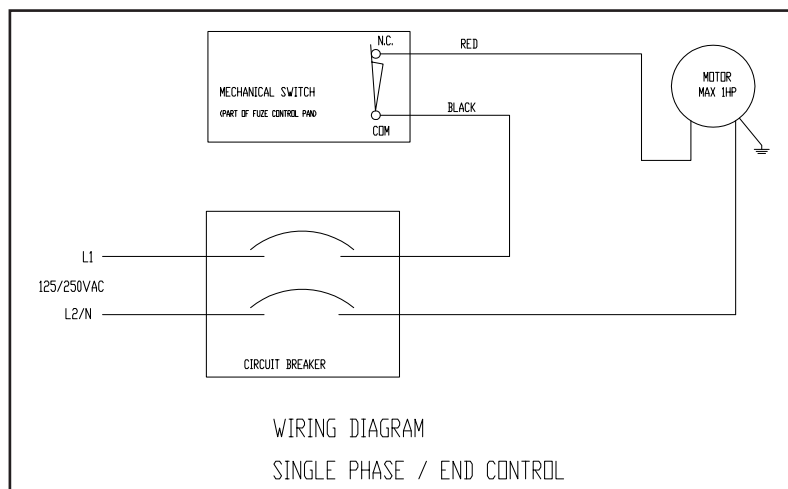 N.C.
RED
MOTOR
MAX 1HP
MECHANICAL SWITCH
(PART OF FUZE CONTROL PAN)
BLACK
COM
L1
125/250VAC
L2/N
CIRCUIT BREAKER
WIRING DIAGRAM
SINGLE PHASE / END CONTROL